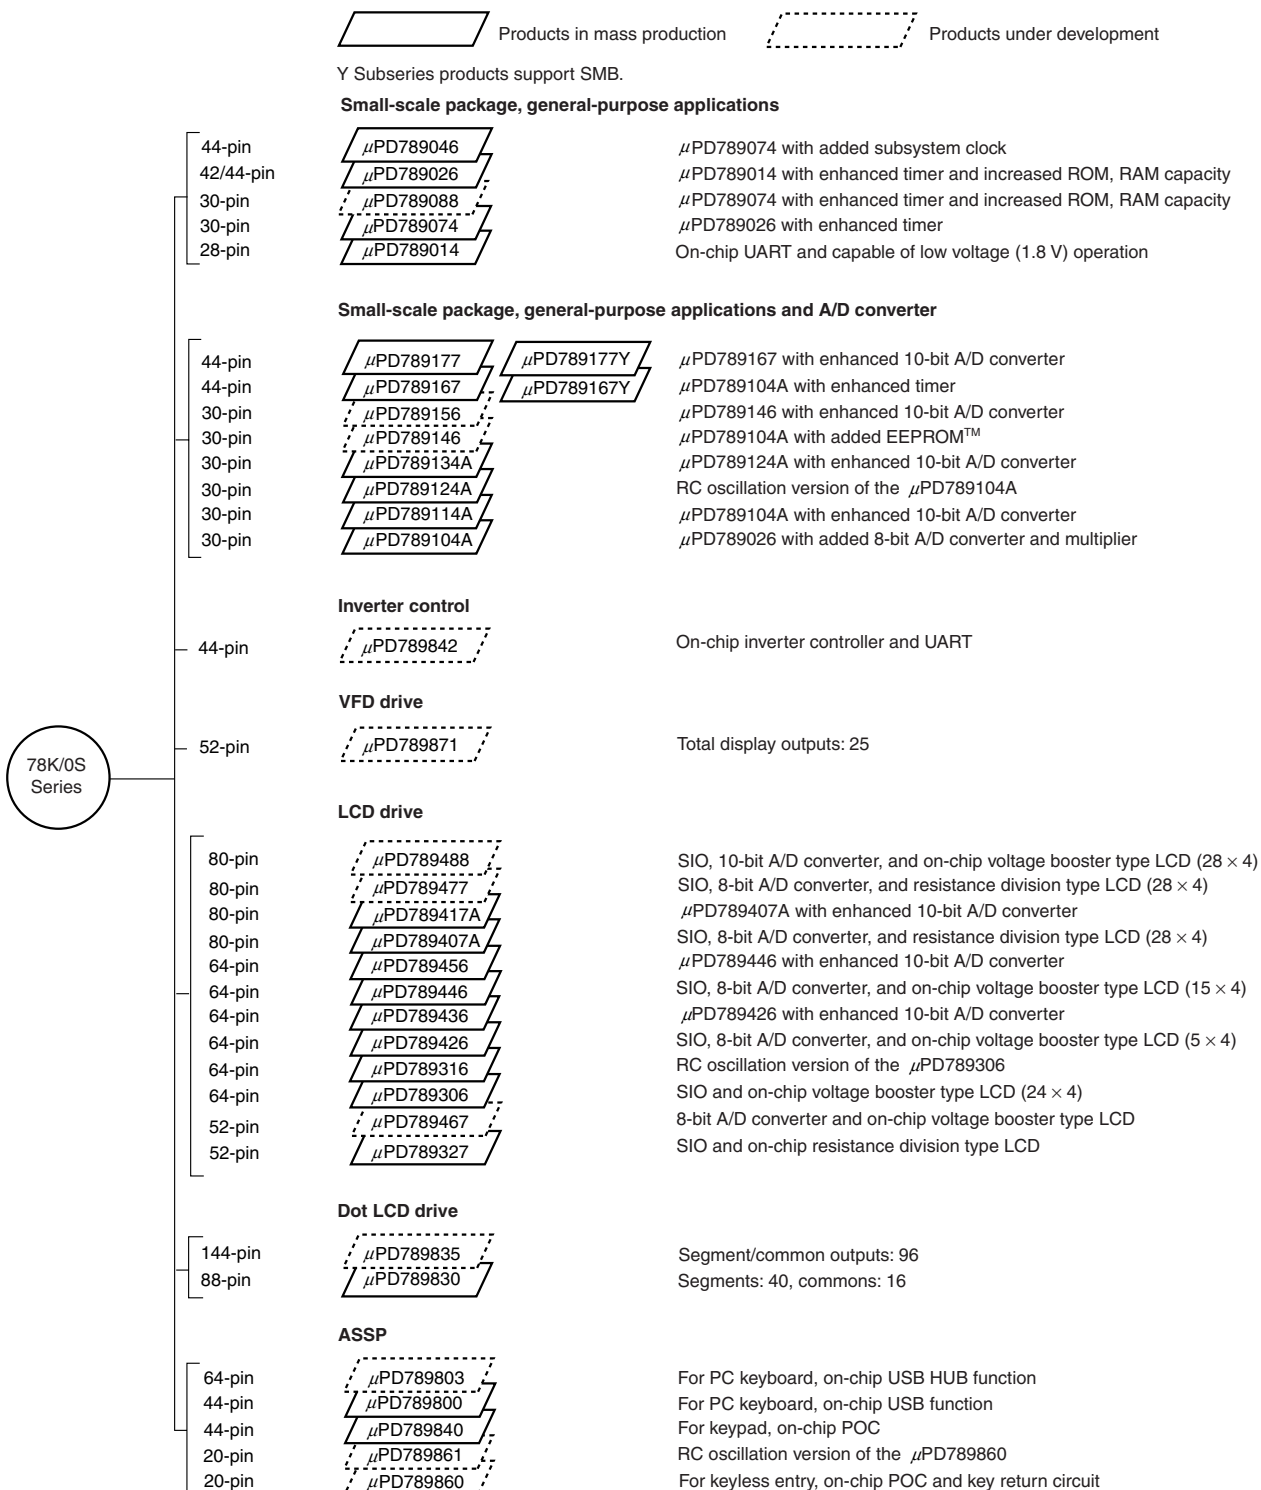 Products in mass production Products under development
Y Subseries products support SMB.
Small-scale package, general-purpose applications
44-pin μPD789046 μPD789074 with added subsystem clock
42/44-pin μPD789026 μPD789014 with enhanced timer and increased ROM, RAM capacity
30-pin μPD789088 μPD789074 with enhanced timer and increased ROM, RAM capacity
30-pin μPD789074 μPD789026 with enhanced timer
28-pin μPD789014 On-chip UART and capable of low voltage (1.8 V) operation
Small-scale package, general-purpose applications and A/D converter
44-pin μPD789177 μPD789177Y μPD789167 with enhanced 10-bit A/D converter
44-pin μPD789167 μPD789167Y μPD789104A with enhanced timer
30-pin μPD789156 μPD789146 with enhanced 10-bit A/D converter
30-pin μPD789146 μPD789104A with added EEPROM™
30-pin μPD789134A μPD789124A with enhanced 10-bit A/D converter
30-pin μPD789124A RC oscillation version of the μPD789104A
30-pin μPD789114A μPD789104A with enhanced 10-bit A/D converter
30-pin μPD789104A μPD789026 with added 8-bit A/D converter and multiplier
Inverter control
44-pin μPD789842 On-chip inverter controller and UART
VFD drive
52-pin μPD789871 Total display outputs: 25
78K/0S
Series
LCD drive
80-pin μPD789488 SIO, 10-bit A/D converter, and on-chip voltage booster type LCD (28 × 4)
80-pin μPD789477 SIO, 8-bit A/D converter, and resistance division type LCD (28 × 4)
80-pin μPD789417A μPD789407A with enhanced 10-bit A/D converter
80-pin μPD789407A SIO, 8-bit A/D converter, and resistance division type LCD (28 × 4)
64-pin μPD789456 μPD789446 with enhanced 10-bit A/D converter
64-pin μPD789446 SIO, 8-bit A/D converter, and on-chip voltage booster type LCD (15 × 4)
64-pin μPD789436 μPD789426 with enhanced 10-bit A/D converter
64-pin μPD789426 SIO, 8-bit A/D converter, and on-chip voltage booster type LCD (5 × 4)
64-pin μPD789316 RC oscillation version of the μPD789306
64-pin μPD789306 SIO and on-chip voltage booster type LCD (24 × 4)
52-pin μPD789467 8-bit A/D converter and on-chip voltage booster type LCD
52-pin μPD789327 SIO and on-chip resistance division type LCD
Dot LCD drive
144-pin μPD789835 Segment/common outputs: 96
88-pin μPD789830 Segments: 40, commons: 16
ASSP
64-pin μPD789803 For PC keyboard, on-chip USB HUB function
44-pin μPD789800 For PC keyboard, on-chip USB function
44-pin μPD789840 For keypad, on-chip POC
20-pin μPD789861 RC oscillation version of the μPD789860
20-pin μPD789860 For keyless entry, on-chip POC and key return circuit